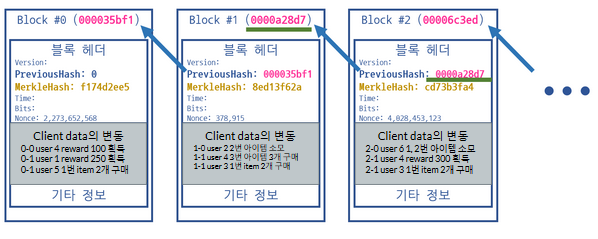 Block #0 (000035bf1)
블록 헤더
Version:
PreviousHash: 0
MerkleHash: f174d2ee5
Time:
Bits:
Nonce: 2,273,652,568
Client data의 변동
0-0 user 4 reward 100 획득
0-1 user 1 reward 250 획득
0-1 user 5 1번 item 2개 구매
기타 정보
Block #1 (0000a28d7)
블록 헤더
Version:
PreviousHash: 000035bf1
MerkleHash: 8ed13f62a
Time:
Bits:
Nonce: 378,915
Client data의 변동
1-0 user 2 2번 아이템 소모
1-1 user 4 3번 아이템 3개 구매
1-1 user 3 1번 item 2개 구매
기타 정보
Block #2 (00006c3ed)
블록 헤더
Version:
PreviousHash: 0000a28d7
MerkleHash: cd73b3fa4
Time:
Bits:
Nonce: 4,028,453,123
Client data의 변동
2-0 user 6 1, 2번 아이템 소모
2-1 user 4 reward 300 획득
2-1 user 3 1번 item 2개 구매
기타 정보